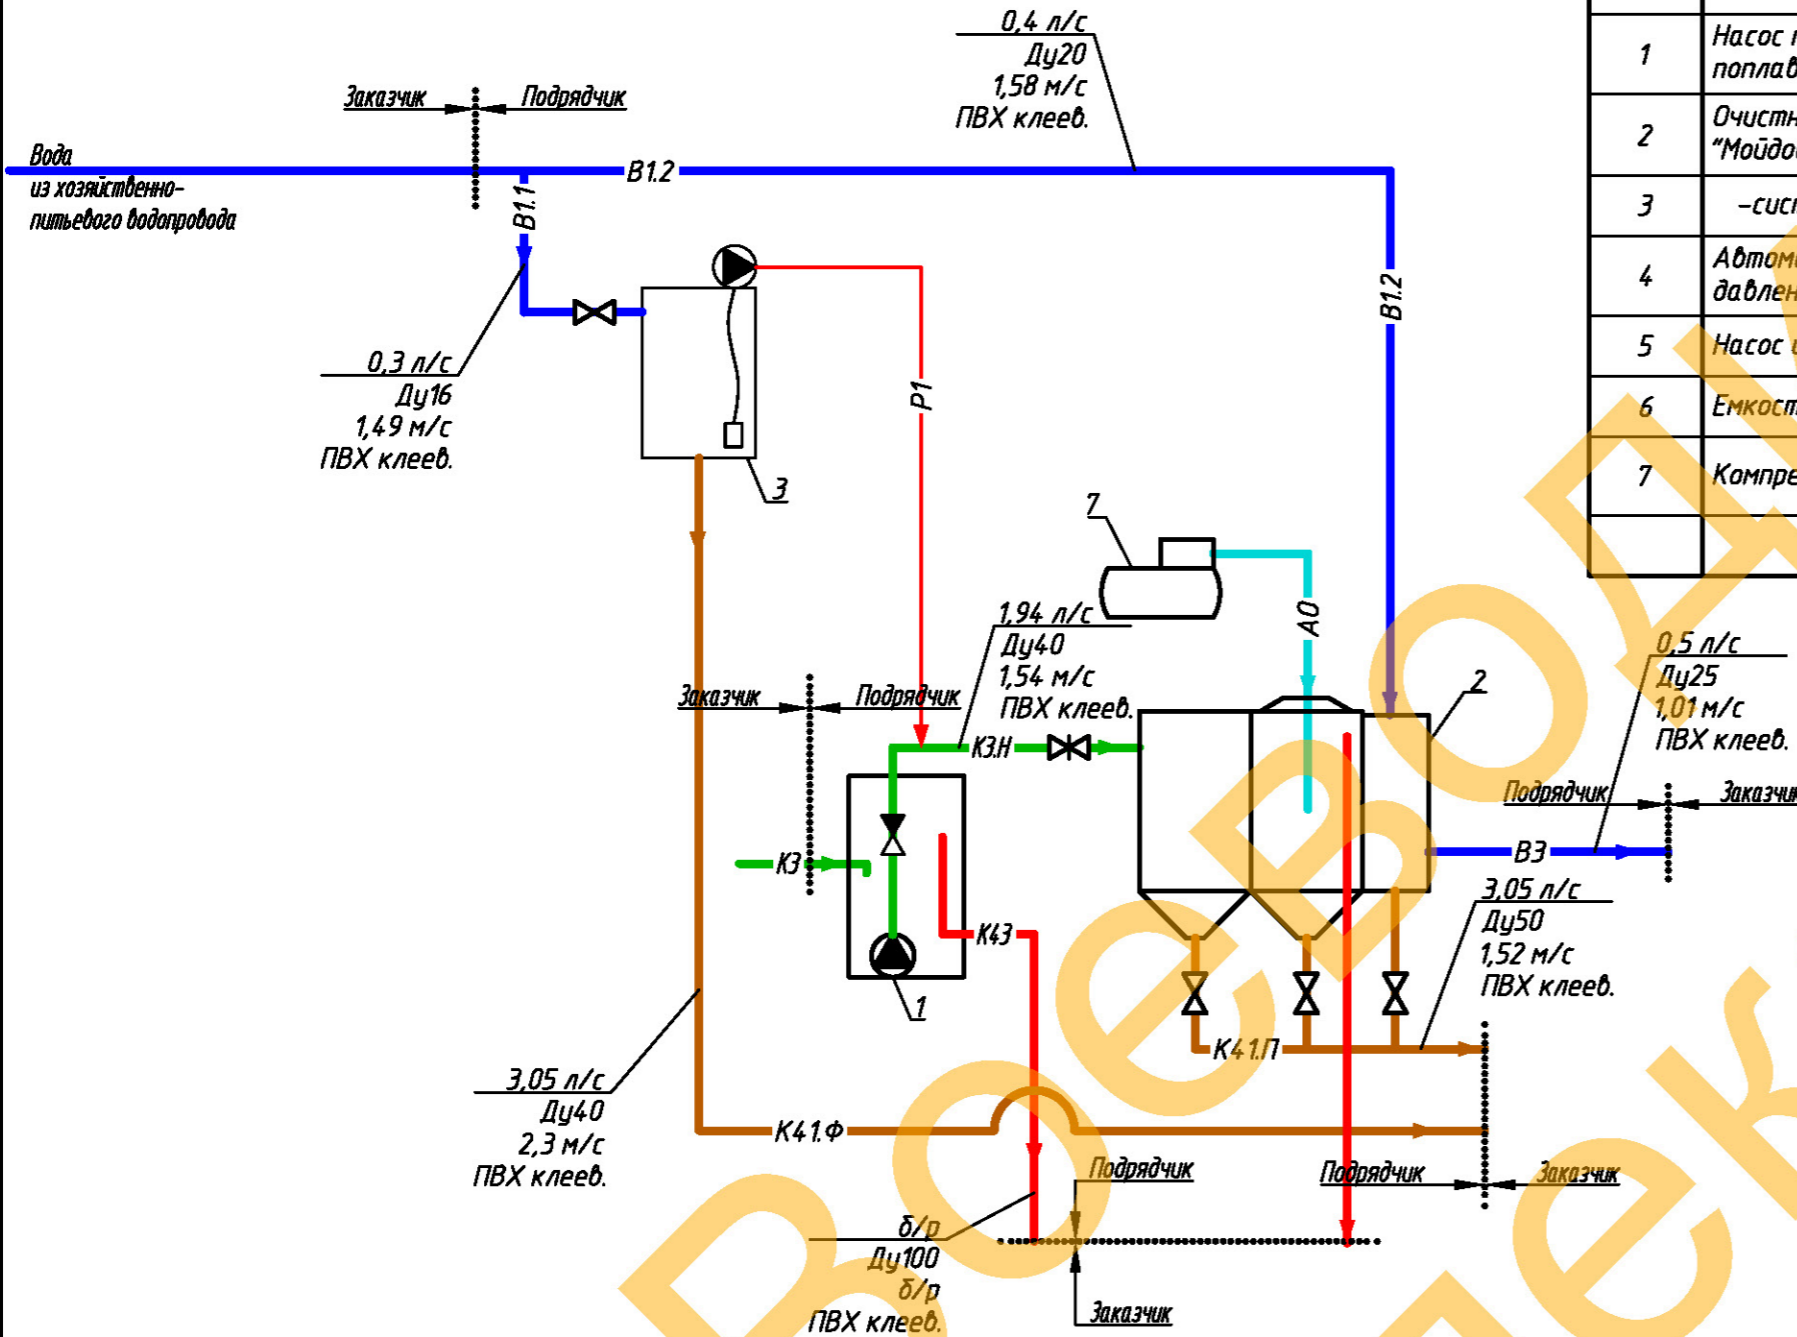 0,4 л/с
Ду20
1,58 м/с
ПВХ клеев.
Заказчик
Подрядчик
Вода
из хозяйственно-
питьевого водопровода
В1.2
В1.1
В1.2
0,3 л/с
Ду16
1,49 м/с
ПВХ клеев.
Р1
3
7
А0
1,94 л/с
Ду40
1,54 м/с
ПВХ клеев.
Заказчик
Подрядчик
К3.Н
К3
К43
1
2
0,5 л/с
Ду25
1,01 м/с
ПВХ клеев.
Подрядчик
Заказчик
В3
3,05 л/с
Ду50
1,52 м/с
ПВХ клеев.
К41.П
3,05 л/с
Ду40
2,3 м/с
ПВХ клеев.
К41.Ф
Подрядчик
Подрядчик
Заказчик
б/р
Ду100
б/р
ПВХ клеев.
Заказчик
1
Насос
поплав
2
Очистн
"Мойдо
3
-сис
4
Автом
давлен
5
Насос
6
Емкост
7
Компре